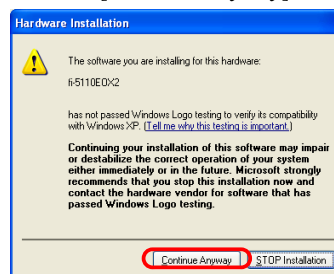 Hardware Installation
The software you are installing for this hardware:
fi-5110EOX2
has not passed Windows Logo testing to verify its compatibility
with Windows XP. (Tell me why this testing is important.)
Continuing your installation of this software may impair
or destabilize the correct operation of your system
either immediately or in the future. Microsoft strongly
recommends that you stop this installation now and
contact the hardware vendor for software that has
passed Windows Logo testing.
Continue Anyway
STOP Installation